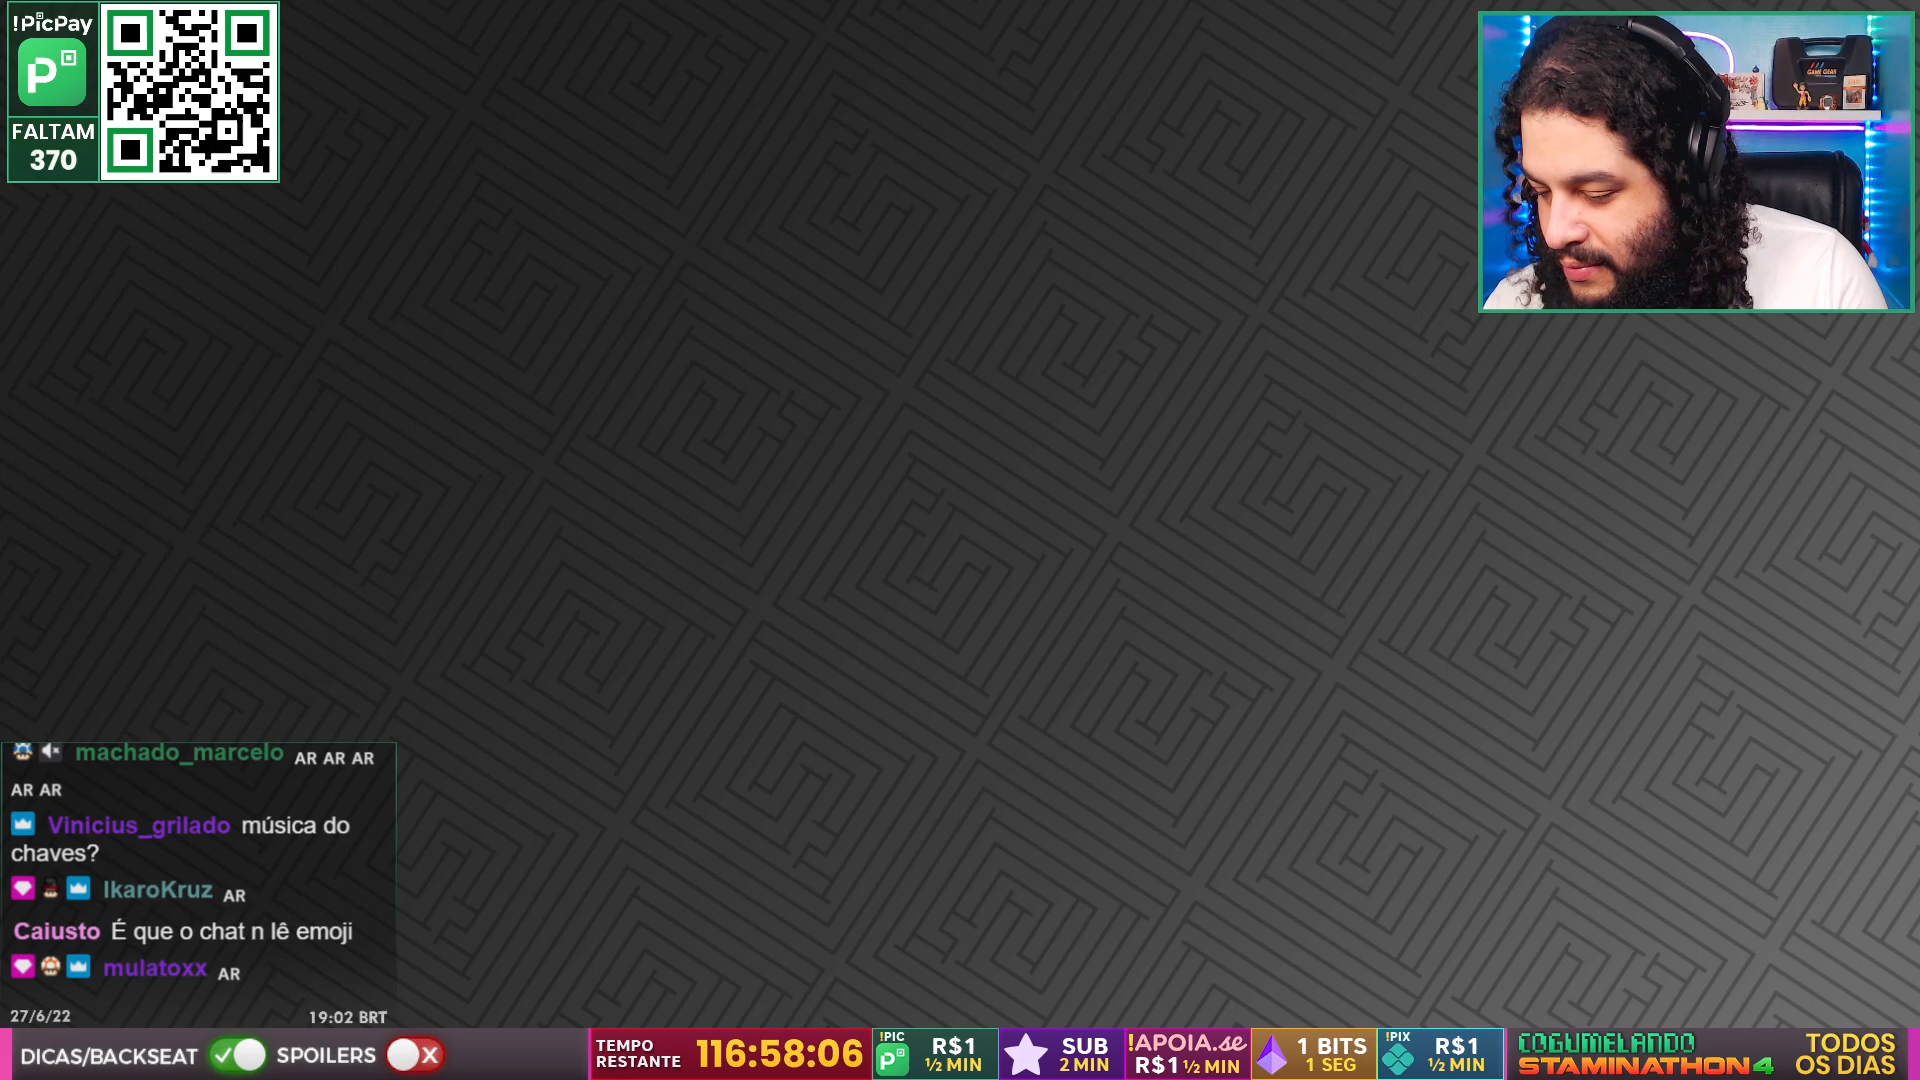 !PicPay
FALTAM
370
GAME GEAR
machado_marcelo AR AR AR
AR AR
Vinicius_grilado música do
chaves?
IkaroKruz AR
Caiusto É que o chat n lê emoji
mulatoxx AR
27/6/22 19:02 BRT
DICAS/BACKSEAT SPOILERS X
TEMPO
RESTANTE
116:58:06
!PIC
R$1
½ MIN
SUB
2 MIN
!APOIA.se
R$1 ½ MIN
1 BITS
1 SEG
!PIX
R$1
½ MIN
COGUMELANDO
STAMINATHON 4
TODOS
OS DIAS